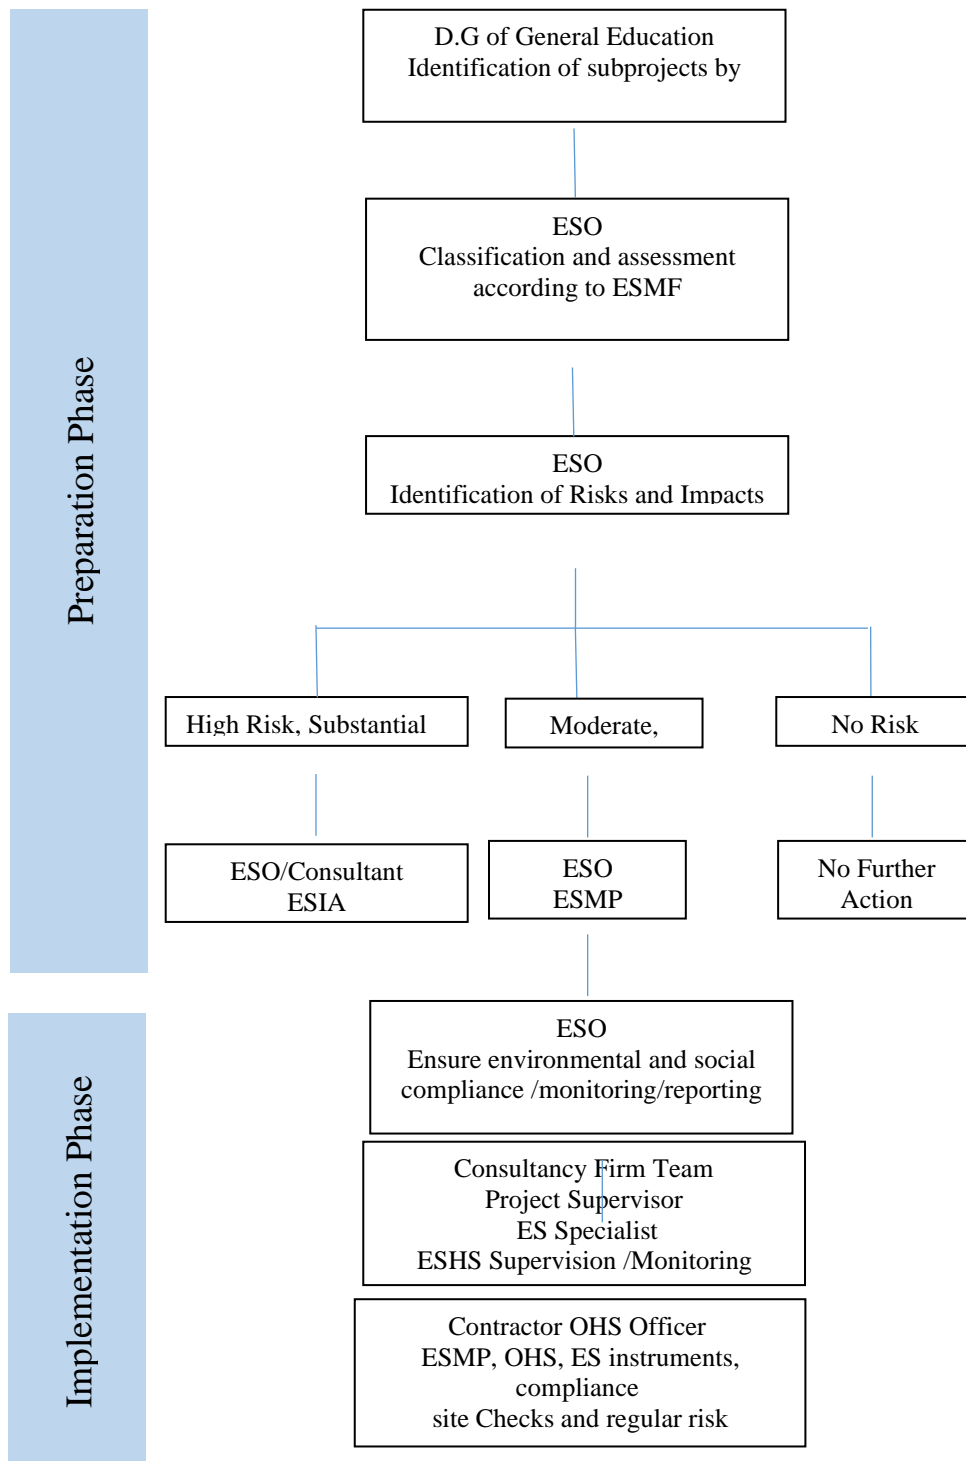 Preparation Phase
D.G of General Education
Identification of subprojects by
ESO
Classification and assessment
according to ESMF
ESO
Identification of Risks and Impacts
High Risk, Substantial
Moderate,
No Risk
ESO/Consultant
ESIA
ESO
ESMP
No Further
Action
Implementation Phase
ESO
Ensure environmental and social
compliance /monitoring/reporting
Consultancy Firm Team
Project Supervisor
ES Specialist
ESHS Supervision /Monitoring
Contractor OHS Officer
ESMP, OHS, ES instruments,
compliance
site Checks and regular risk